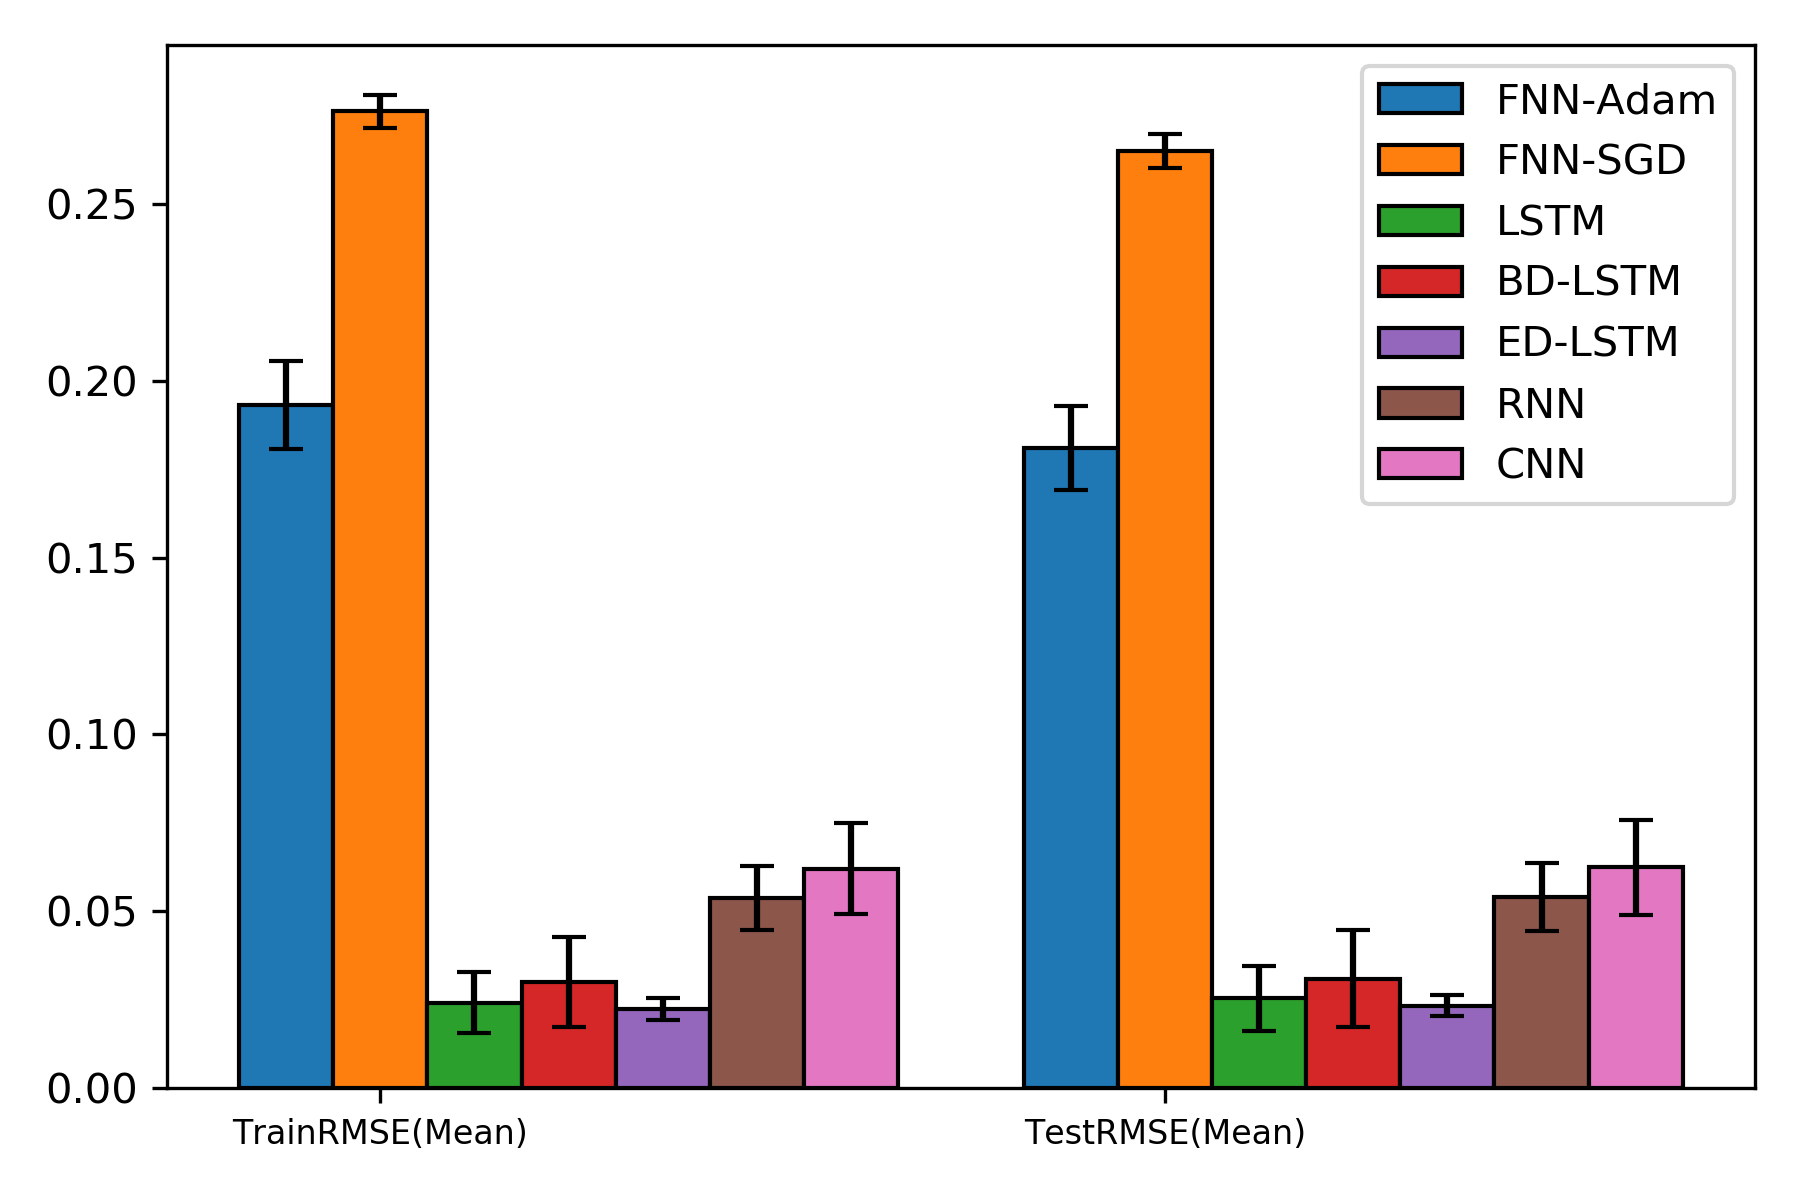 0.25
0.20
0.15
0.10
0.05
0.00
TrainRMSE(Mean)
TestRMSE(Mean)
FNN-Adam
FNN-SGD
LSTM
BD-LSTM
ED-LSTM
RNN
CNN